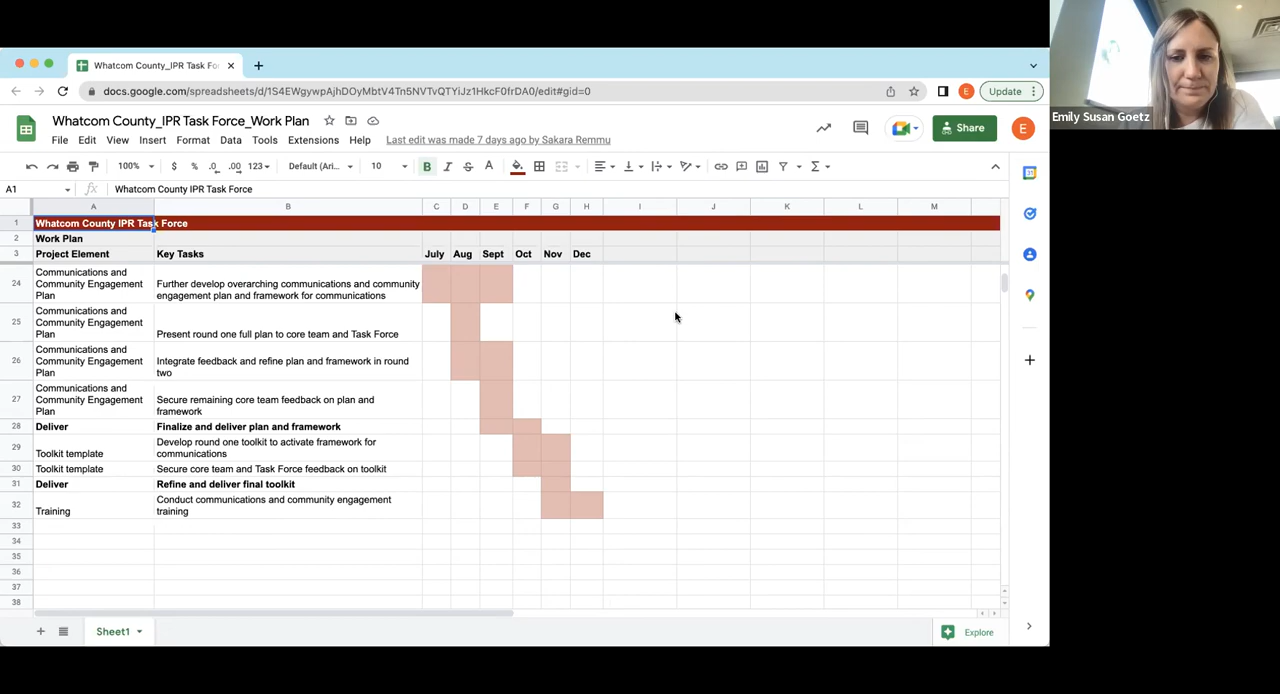 Whatcom County_IPR Task Fo
docs.google.com/spreadsheets/d/1S4EWgywpAjhDOyMbtV4Tn5NVTvQTYiJz1HkcF0frDA0/edit#gid=0
E
Update
Emily Susan Goetz
Whatcom County_IPR Task Force_Work Plan
File Edit View Insert Format Data Tools Extensions Help
Last edit was made 7 days ago by Sakara Remmu
Share
E
100% $ % .0 .00 123 Default (Ari... 10 B I S A
A1 fx Whatcom County IPR Task Force
A B C D E F G H I J K L M
1 Whatcom County IPR Task Force
2 Work Plan
3 Project Element Key Tasks July Aug Sept Oct Nov Dec
24 Communications and
Community Engagement
Plan
Further develop overarching communications and community
engagement plan and framework for communications
25 Communications and
Community Engagement
Plan
Present round one full plan to core team and Task Force
26 Communications and
Community Engagement
Plan
Integrate feedback and refine plan and framework in round
two
27 Communications and
Community Engagement
Plan
Secure remaining core team feedback on plan and
framework
28 Deliver Finalize and deliver plan and framework
29 Toolkit template
Develop round one toolkit to activate framework for
communications
30 Toolkit template Secure core team and Task Force feedback on toolkit
31 Deliver Refine and deliver final toolkit
32 Training
Conduct communications and community engagement
training
33
34
35
36
37
38
Sheet1
Explore